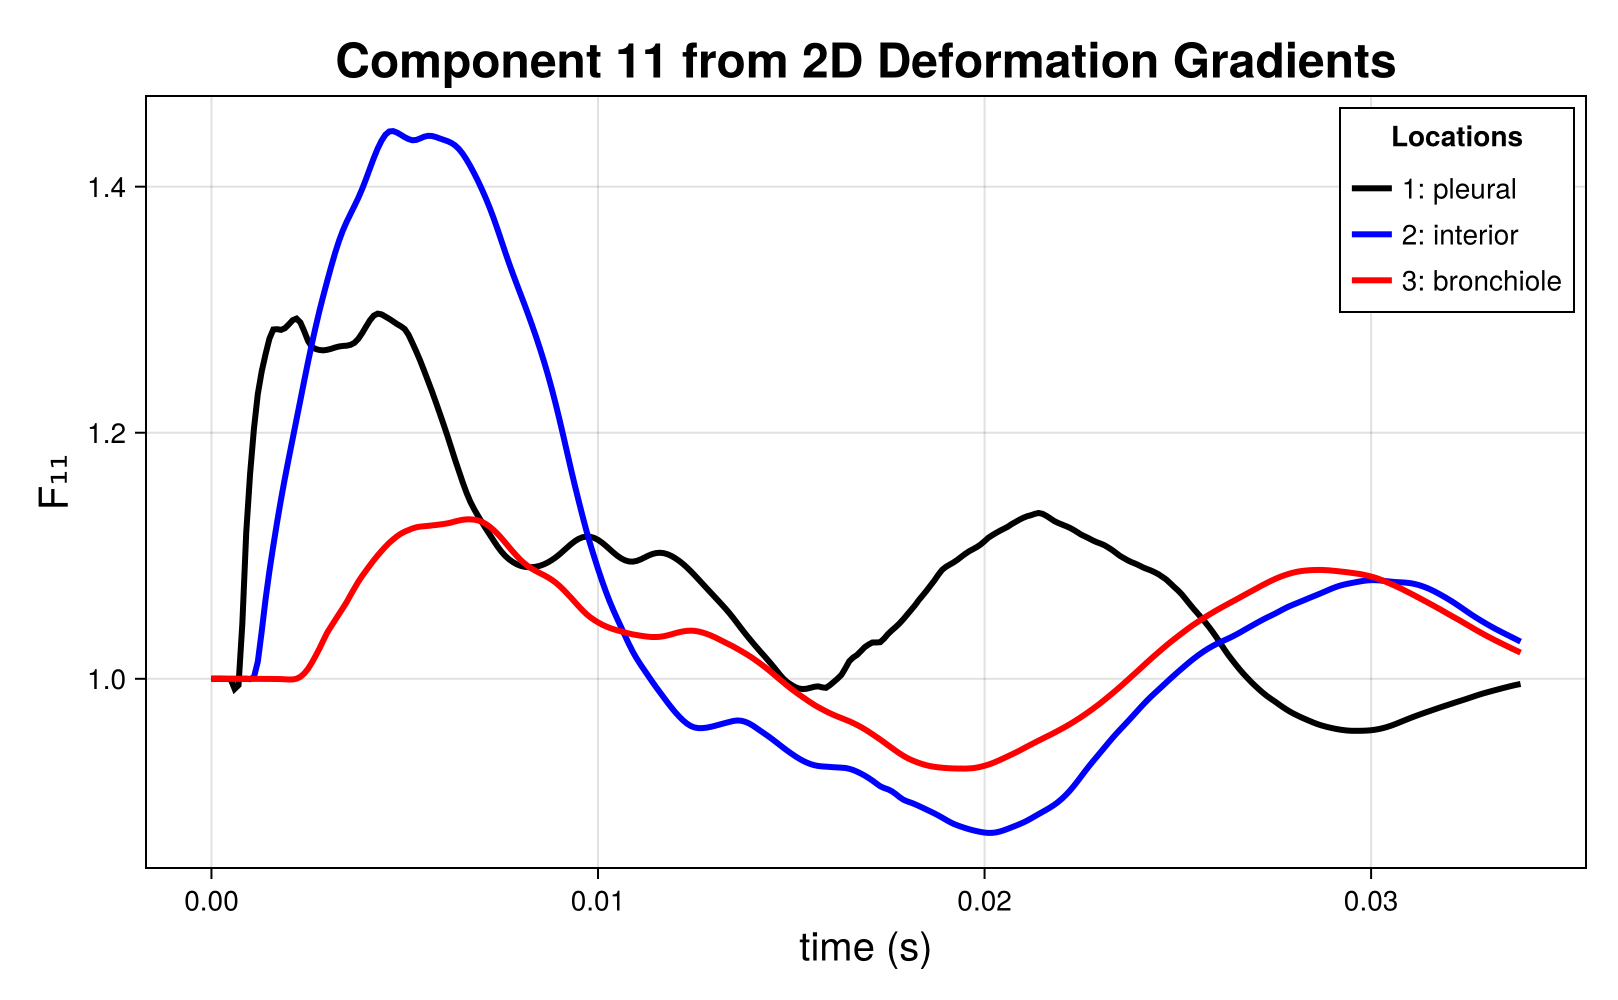 Component 11 from 2D Deformation Gradients
Locations
1: pleural
2: interior
3: bronchiole
1.4
1.2
1.0
F₁₁
0.00 0.01 0.02 0.03
time (s)